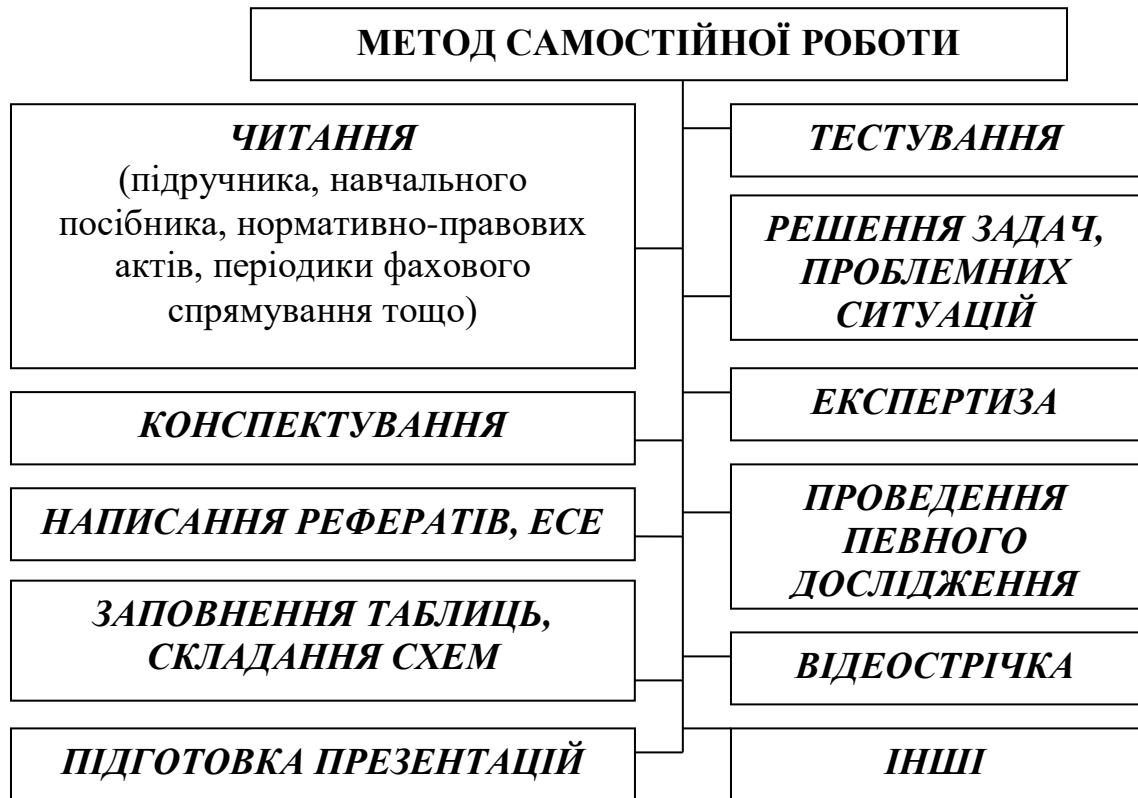 МЕТОД САМОСТІЙНОЇ РОБОТИ
ЧИТАННЯ
(підручника, навчального
посібника, нормативно-правових
актів, періодики фахового
спрямування тощо)
КОНСПЕКТУВАННЯ
НАПИСАННЯ РЕФЕРАТІВ, ЕСЕ
ЗАПОВНЕННЯ ТАБЛИЦЬ,
СКЛАДАННЯ СХЕМ
ПІДГОТОВКА ПРЕЗЕНТАЦІЙ
ТЕСТУВАННЯ
РЕШЕННЯ ЗАДАЧ,
ПРОБЛЕМНИХ
СИТУАЦІЙ
ЕКСПЕРТИЗА
ПРОВЕДЕННЯ
ПЕВНОГО
ДОСЛІДЖЕННЯ
ВІДЕОСТРІЧКА
ІНШІ